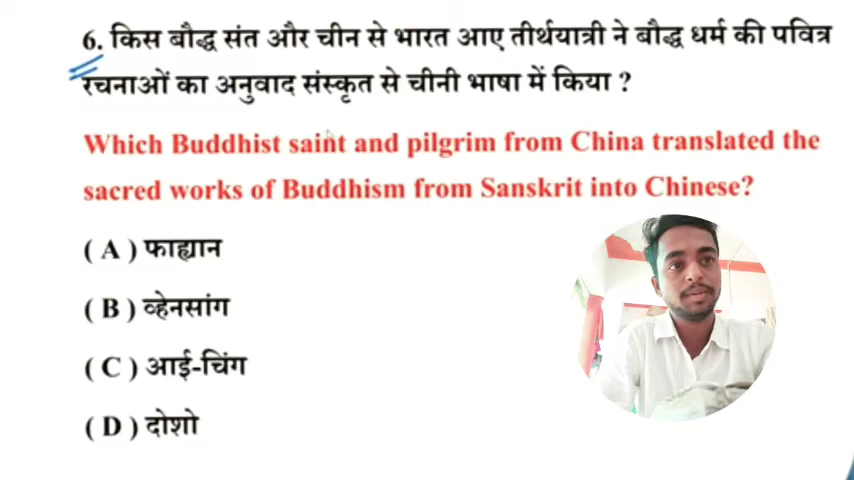 6. किस बौद्ध संत और चीन से भारत आए तीर्थयात्री ने बौद्ध धर्म की पवित्र
रचनाओं का अनुवाद संस्कृत से चीनी भाषा में किया ?
Which Buddhist saint and pilgrim from China translated the
sacred works of Buddhism from Sanskrit into Chinese?
( A ) फाह्यान
( B ) व्हेनसांग
( C ) आई-चिंग
( D ) दोशो